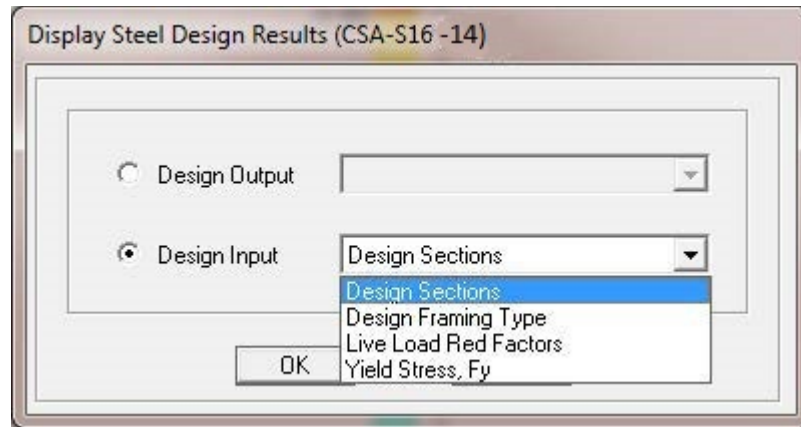 Display Steel Design Results (CSA-S16 -14)
Design Output
Design Input Design Sections
Design Sections
Design Framing Type
Live Load Red Factors
OK Yield Stress, Fy